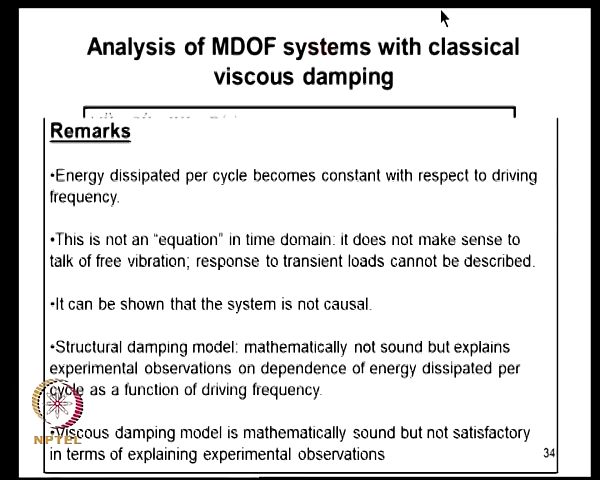 Analysis of MDOF systems with classical
viscous damping
Remarks
•Energy dissipated per cycle becomes constant with respect to driving
frequency.
•This is not an “equation” in time domain: it does not make sense to
talk of free vibration; response to transient loads cannot be described.
•It can be shown that the system is not causal.
•Structural damping model: mathematically not sound but explains
experimental observations on dependence of energy dissipated per
cycle as a function of driving frequency.
•Viscous damping model is mathematically sound but not satisfactory
in terms of explaining experimental observations
34
NPTEL